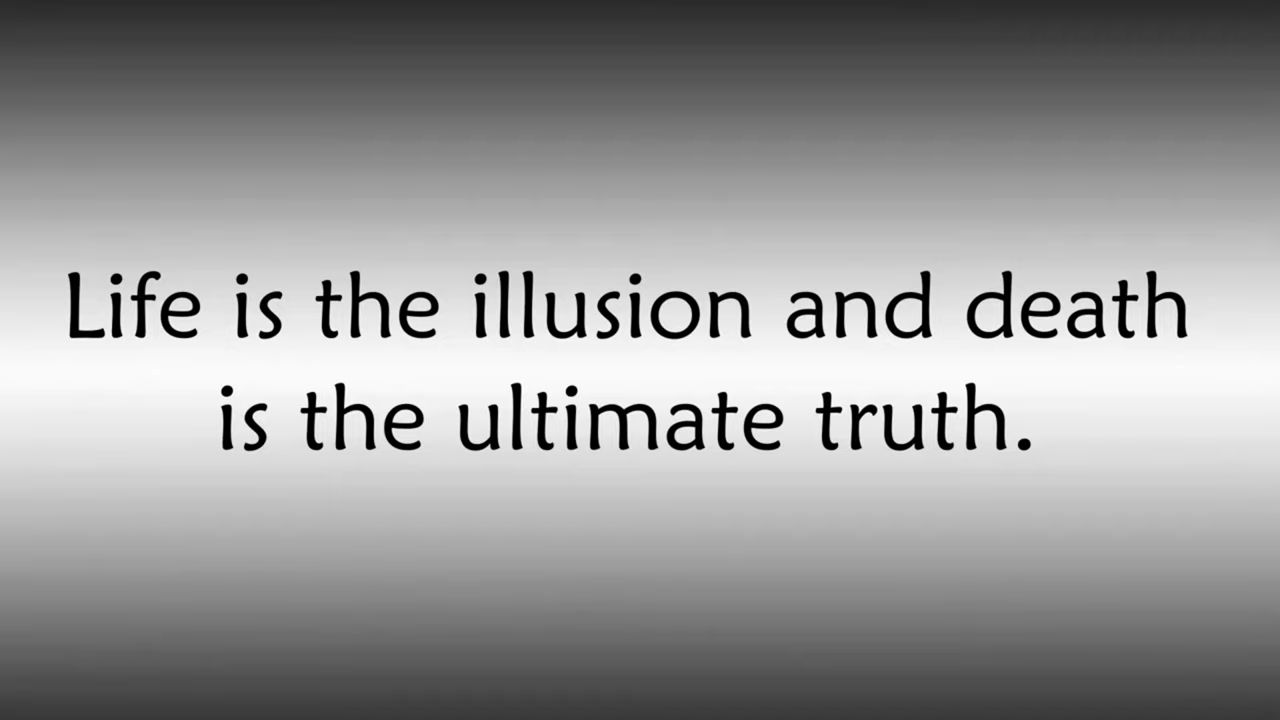 Life is the illusion and death
is the ultimate truth.